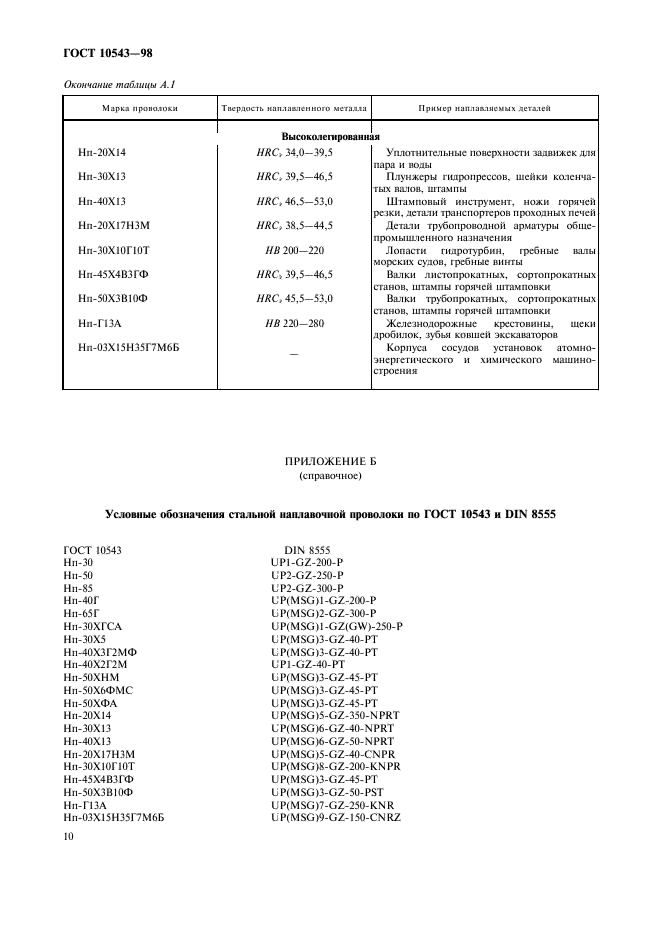 ГОСТ 10543—98
Окончание таблицы А.1
Марка проволоки Твердость наплавленного металла Пример наплавляемых деталей
Высоколегированная
Нп-20Х14 HRCэ 34,0—39,5 Уплотнительные поверхности задвижек для
пара и воды
Нп-30Х13 HRCэ 39,5—46,5 Плунжеры гидропрессов, шейки коленча-
тых валов, штампы
Нп-40Х13 HRCэ 46,5—53,0 Штамповый инструмент, ножи горячей
резки, детали транспортеров проходных печей
Нп-20Х17Н3М HRCэ 38,5—44,5 Детали трубопроводной арматуры обще-
промышленного назначения
Нп-30Х10Г10Т HB 200—220 Лопасти гидротурбин, гребные валы
морских судов, гребные винты
Нп-45Х4В3ГФ HRCэ 39,5—46,5 Валки листопрокатных, сортопрокатных
станов, штампы горячей штамповки
Нп-50Х3В10Ф HRCэ 45,5—53,0 Валки трубопрокатных, сортопрокатных
станов, штампы горячей штамповки
Нп-Г13А HB 220—280 Железнодорожные крестовины, щеки
дробилок, зубья ковшей экскаваторов
Нп-03Х15Н35Г7М6Б — Корпуса сосудов установок атомно-
энергетического и химического машино-
строения
ПРИЛОЖЕНИЕ Б
(справочное)
Условные обозначения стальной наплавочной проволоки по ГОСТ 10543 и DIN 8555
ГОСТ 10543 DIN 8555
Нп-30 UP1-GZ-200-P
Нп-50 UP2-GZ-250-P
Нп-85 UP2-GZ-300-P
Нп-40Г UP(MSG)1-GZ-200-P
Нп-65Г UP(MSG)2-GZ-300-P
Нп-30ХГСА UP(MSG)1-GZ(GW)-250-P
Нп-30Х5 UP(MSG)3-GZ-40-PT
Нп-40Х3Г2МФ UP(MSG)3-GZ-40-PT
Нп-40Х2Г2М UP1-GZ-40-PT
Нп-50ХНМ UP(MSG)3-GZ-45-PT
Нп-50Х6ФМС UP(MSG)3-GZ-45-PT
Нп-50ХФА UP(MSG)3-GZ-45-PT
Нп-20Х14 UP(MSG)5-GZ-350-NPRT
Нп-30Х13 UP(MSG)6-GZ-40-NPRT
Нп-40Х13 UP(MSG)6-GZ-50-NPRT
Нп-20Х17Н3М UP(MSG)5-GZ-40-CNPR
Нп-30Х10Г10Т UP(MSG)8-GZ-200-KNPR
Нп-45Х4В3ГФ UP(MSG)3-GZ-45-PT
Нп-50Х3В10Ф UP(MSG)3-GZ-50-PST
Нп-Г13А UP(MSG)7-GZ-250-KNR
Нп-03Х15Н35Г7М6Б UP(MSG)9-GZ-150-CNRZ
10